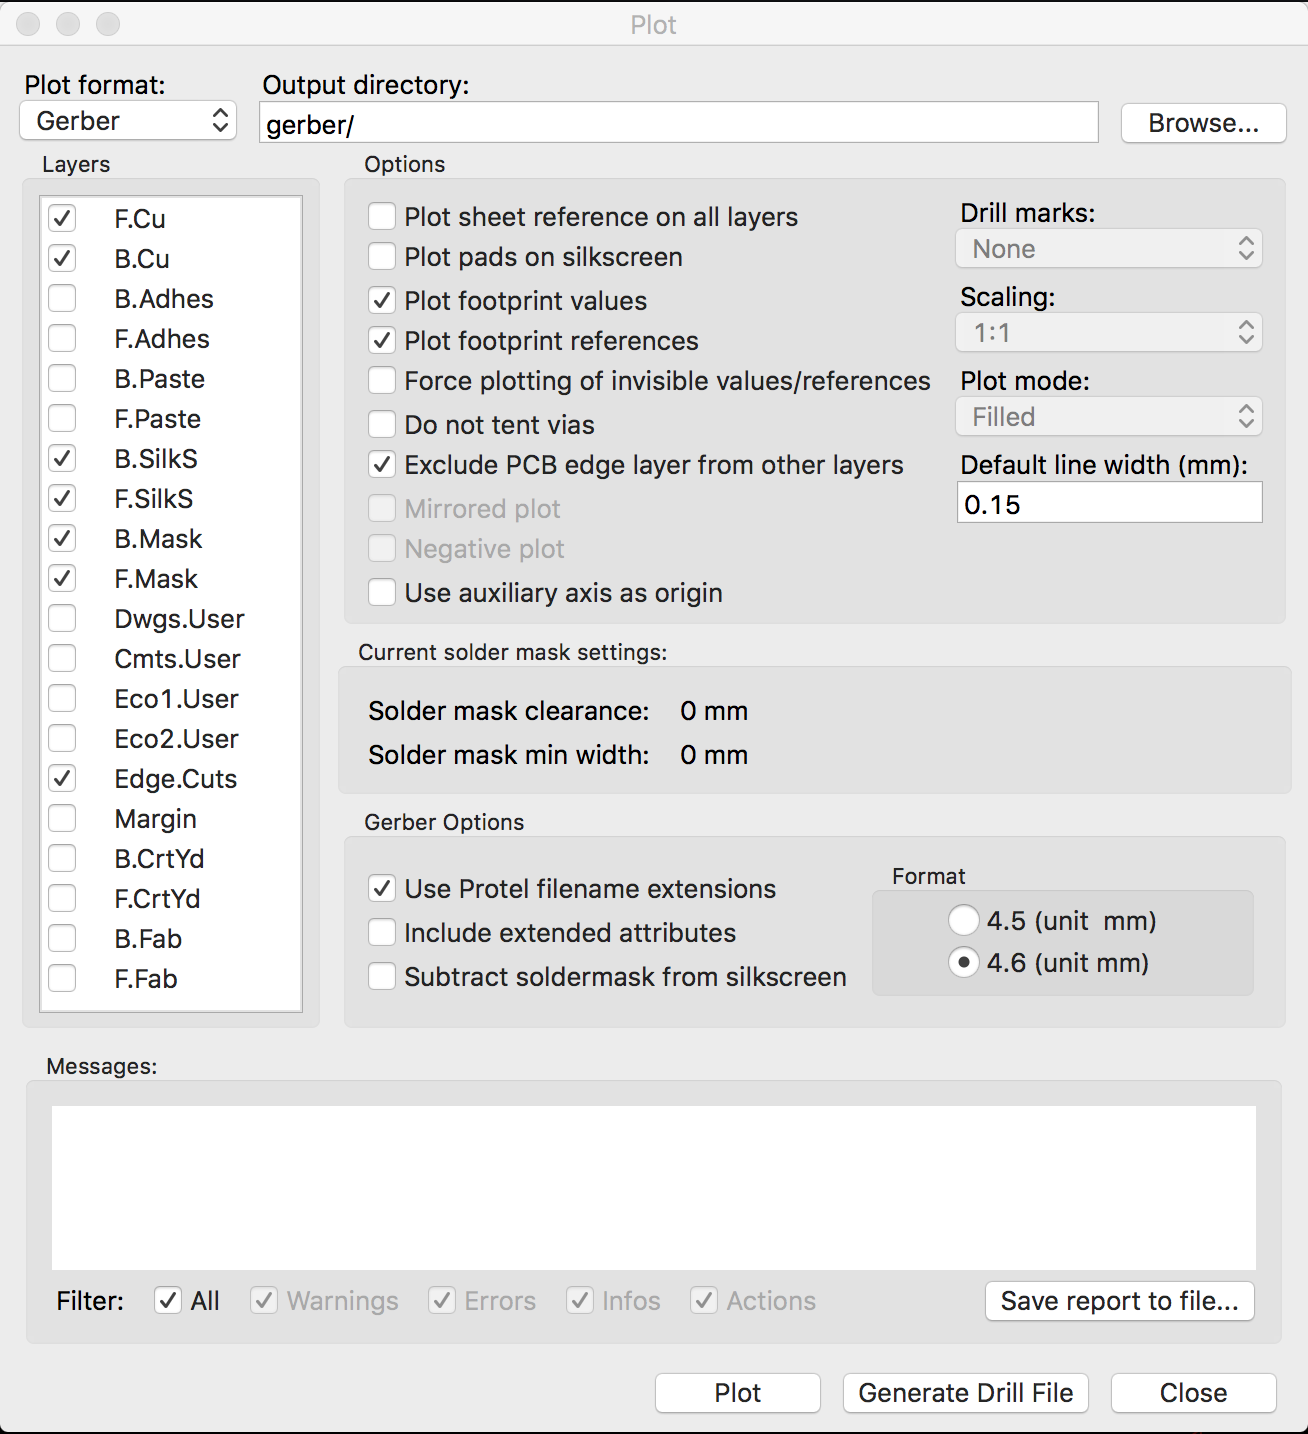 Plot
Plot format:
Output directory:
Gerber
gerber/
Browse...
Layers
F.Cu
B.Cu
B.Adhes
F.Adhes
B.Paste
F.Paste
B.SilkS
F.SilkS
B.Mask
F.Mask
Dwgs.User
Cmts.User
Eco1.User
Eco2.User
Edge.Cuts
Margin
B.CrtYd
F.CrtYd
B.Fab
F.Fab
Options
Plot sheet reference on all layers
Plot pads on silkscreen
Plot footprint values
Plot footprint references
Force plotting of invisible values/references
Do not tent vias
Exclude PCB edge layer from other layers
Mirrored plot
Negative plot
Use auxiliary axis as origin
Drill marks:
None
Scaling:
1:1
Plot mode:
Filled
Default line width (mm):
0.15
Current solder mask settings:
Solder mask clearance: 0 mm
Solder mask min width: 0 mm
Gerber Options
Use Protel filename extensions
Include extended attributes
Subtract soldermask from silkscreen
Format
4.5 (unit  mm)
4.6 (unit mm)
Messages:
Filter: All Warnings Errors Infos Actions
Save report to file...
Plot
Generate Drill File
Close